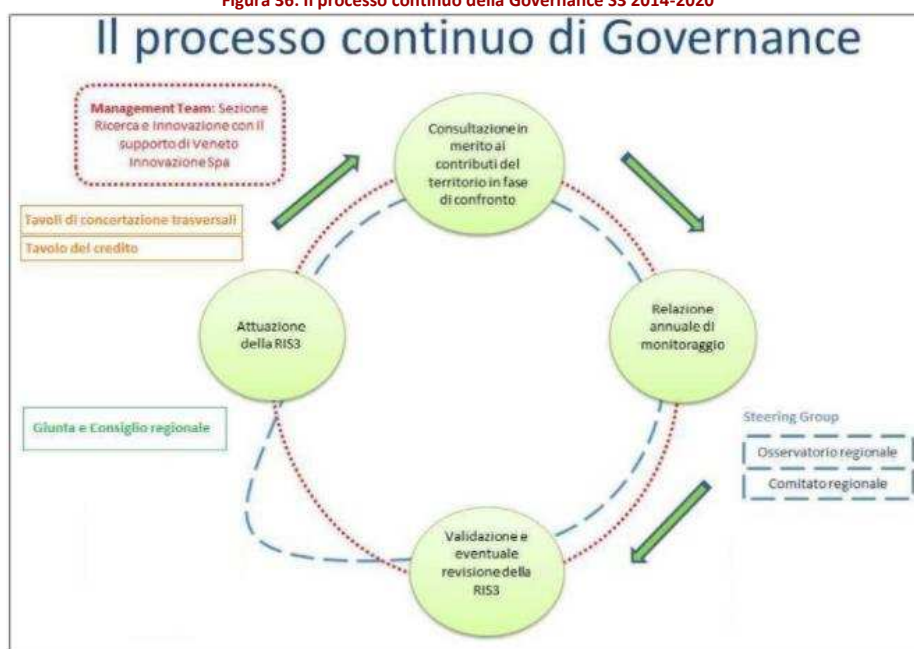 Figura 36. Il processo continuo della Governance S3 2014-2020
Il processo continuo di Governance
Management Team: Sezione
Ricerca e Innovazione con il
supporto di Veneto
Innovazione Spa
Consultazione in
merito ai
contributi del
territorio in fase
di confronto
Tavoli di concertazione trasversali
Tavolo del credito
Attuazione
della RIS3
Relazione
annuale di
monitoraggio
Giunta e Consiglio regionale
Steering Group
Osservatorio regionale
Comitato regionale
Validazione e
eventuale
revisione della
RIS3